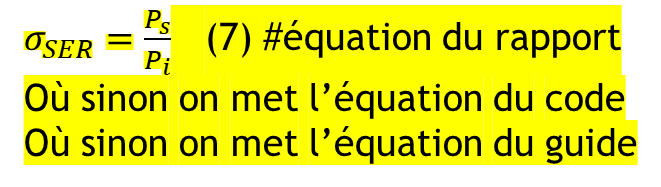 σ_SER = P_s/P_i (7) #équation du rapport
Où sinon on met l’équation du code
Où sinon on met l’équation du guide